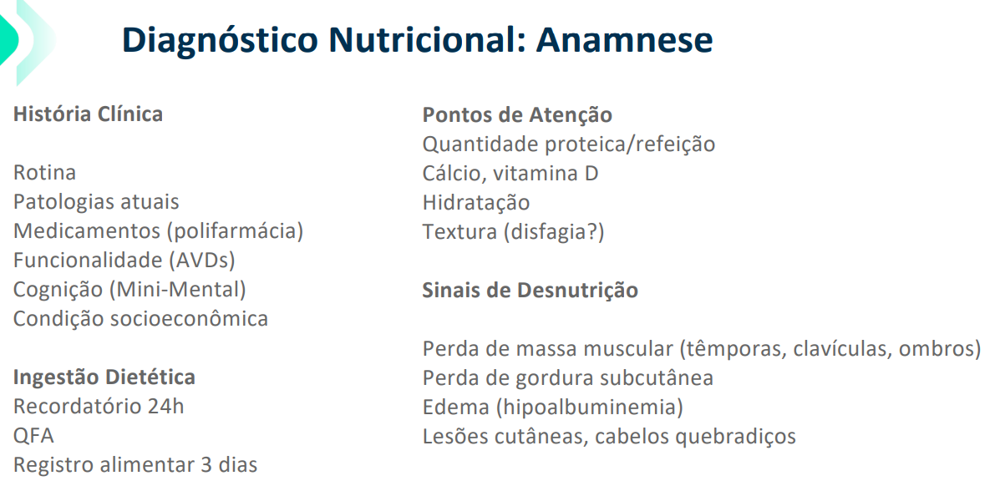 Diagnóstico Nutricional: Anamnese
História Clínica
Rotina
Patologias atuais
Medicamentos (polifarmácia)
Funcionalidade (AVDs)
Cognição (Mini-Mental)
Condição socioeconômica
Ingestão Dietética
Recordatório 24h
QFA
Registro alimentar 3 dias
Pontos de Atenção
Quantidade proteica/refeição
Cálcio, vitamina D
Hidratação
Textura (disfagia?)
Sinais de Desnutrição
Perda de massa muscular (têmporas, clavículas, ombros)
Perda de gordura subcutânea
Edema (hipoalbuminemia)
Lesões cutâneas, cabelos quebradiços